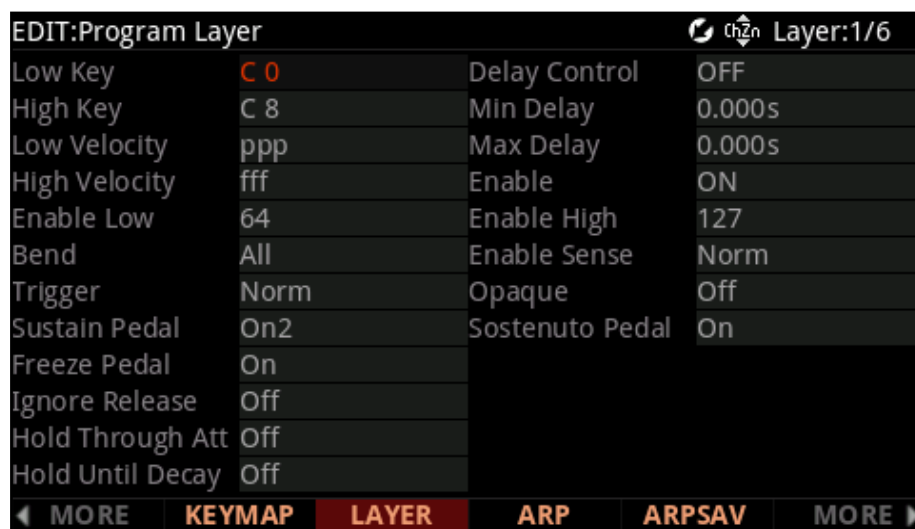 EDIT:Program Layer ChZn Layer:1/6
Low Key C 0 Delay Control OFF
High Key C 8 Min Delay 0.000s
Low Velocity ppp Max Delay 0.000s
High Velocity fff Enable ON
Enable Low 64 Enable High 127
Bend All Enable Sense Norm
Trigger Norm Opaque Off
Sustain Pedal On2 Sostenuto Pedal On
Freeze Pedal On
Ignore Release Off
Hold Through Att Off
Hold Until Decay Off
MORE KEYMAP LAYER ARP ARPSAV MORE